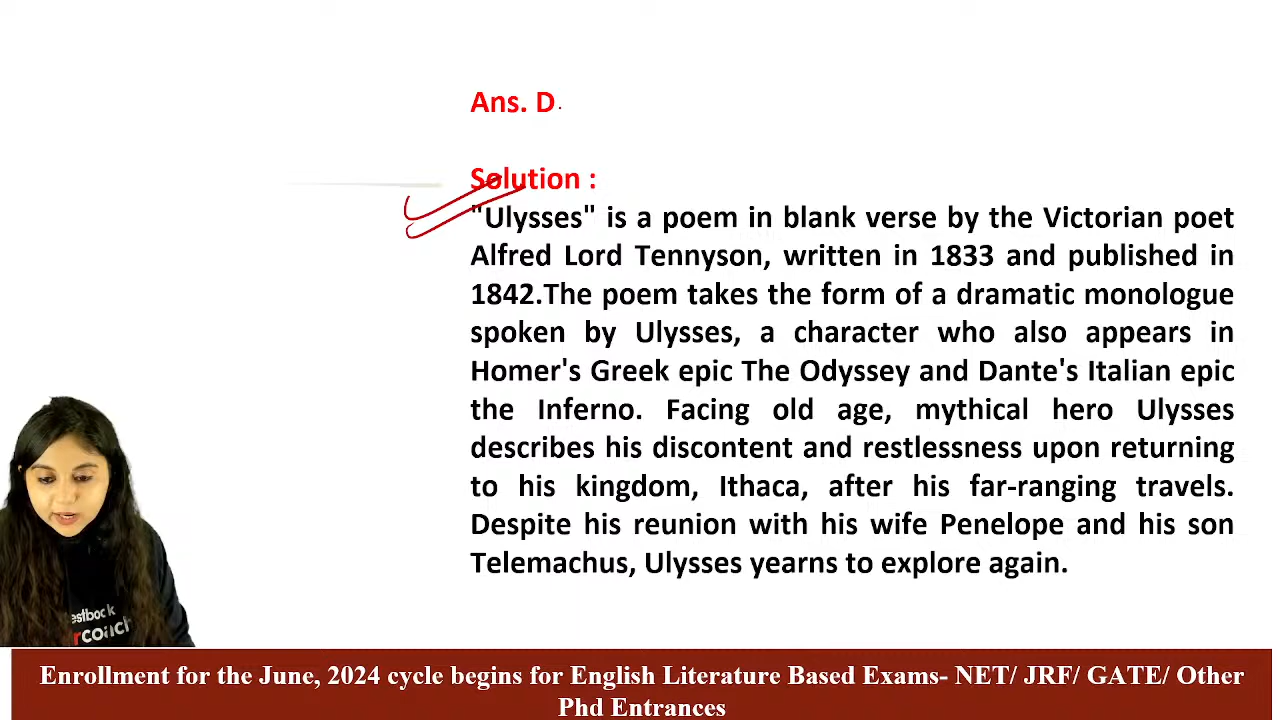 Ans. D
Solution :
"Ulysses" is a poem in blank verse by the Victorian poet
Alfred Lord Tennyson, written in 1833 and published in
1842.The poem takes the form of a dramatic monologue
spoken by Ulysses, a character who also appears in
Homer's Greek epic The Odyssey and Dante's Italian epic
the Inferno. Facing old age, mythical hero Ulysses
describes his discontent and restlessness upon returning
to his kingdom, Ithaca, after his far-ranging travels.
Despite his reunion with his wife Penelope and his son
Telemachus, Ulysses yearns to explore again.
coach
Enrollment for the June, 2024 cycle begins for English Literature Based Exams- NET/ JRF/ GATE/ Other
Phd Entrances